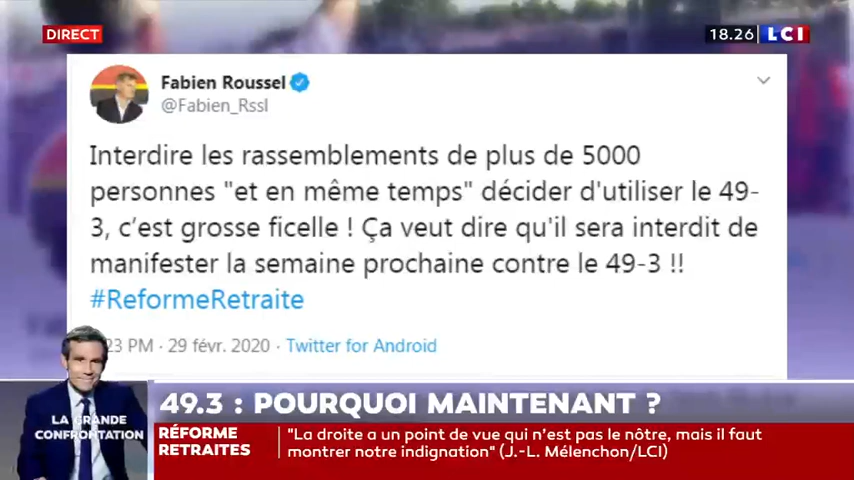 DIRECT
18.26 LCI
Fabien Roussel
@Fabien_Rssl
Interdire les rassemblements de plus de 5000
personnes "et en même temps" décider d'utiliser le 49-
3, c’est grosse ficelle ! Ça veut dire qu'il sera interdit de
manifester la semaine prochaine contre le 49-3 !!
#ReformeRetraite
23 PM · 29 févr. 2020 · Twitter for Android
49.3 : POURQUOI MAINTENANT ?
LA GRANDE
CONFRONTATION
RÉFORME
RETRAITES
"La droite a un point de vue qui n’est pas le nôtre, mais il faut
montrer notre indignation" (J.-L. Mélenchon/LCI)